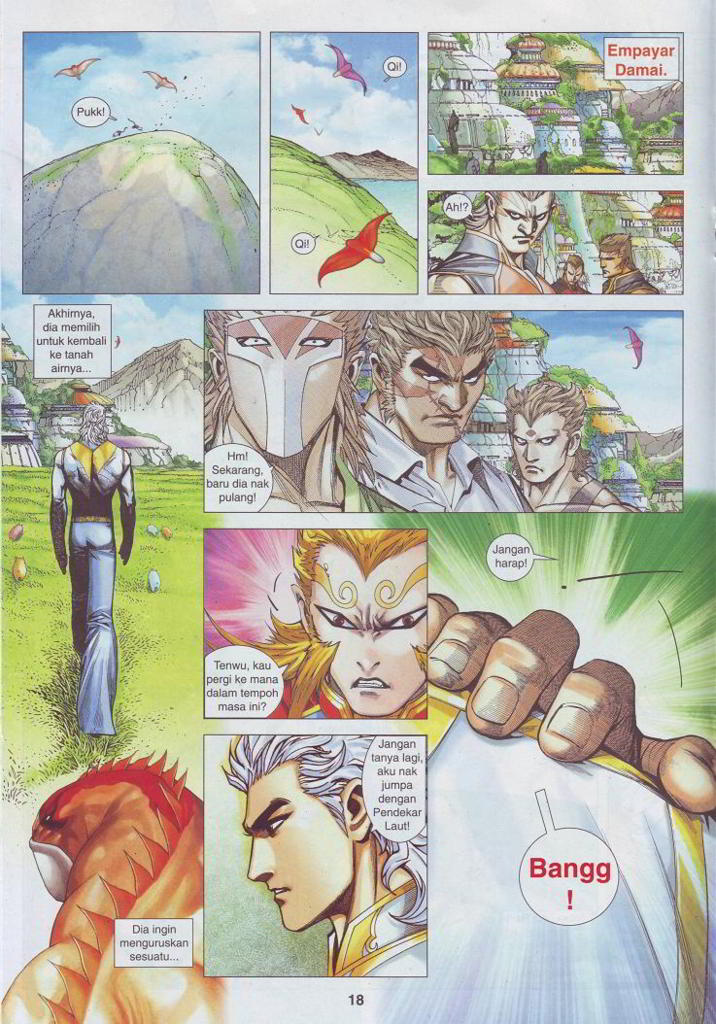 Pukk!
Qi!
Qi!
Empayar
Damai.
Ah!?
Akhirnya,
dia memilih
untuk kembali
ke tanah
airnya...
Hm!
Sekarang,
baru dia nak
pulang!
Tenwu, kau
pergi ke mana
dalam tempoh
masa ini?
Jangan
harap!
Jangan
tanya lagi,
aku nak
jumpa
dengan
Pendekar
Laut!
Bangg
!
Dia ingin
menguruskan
sesuatu...
18